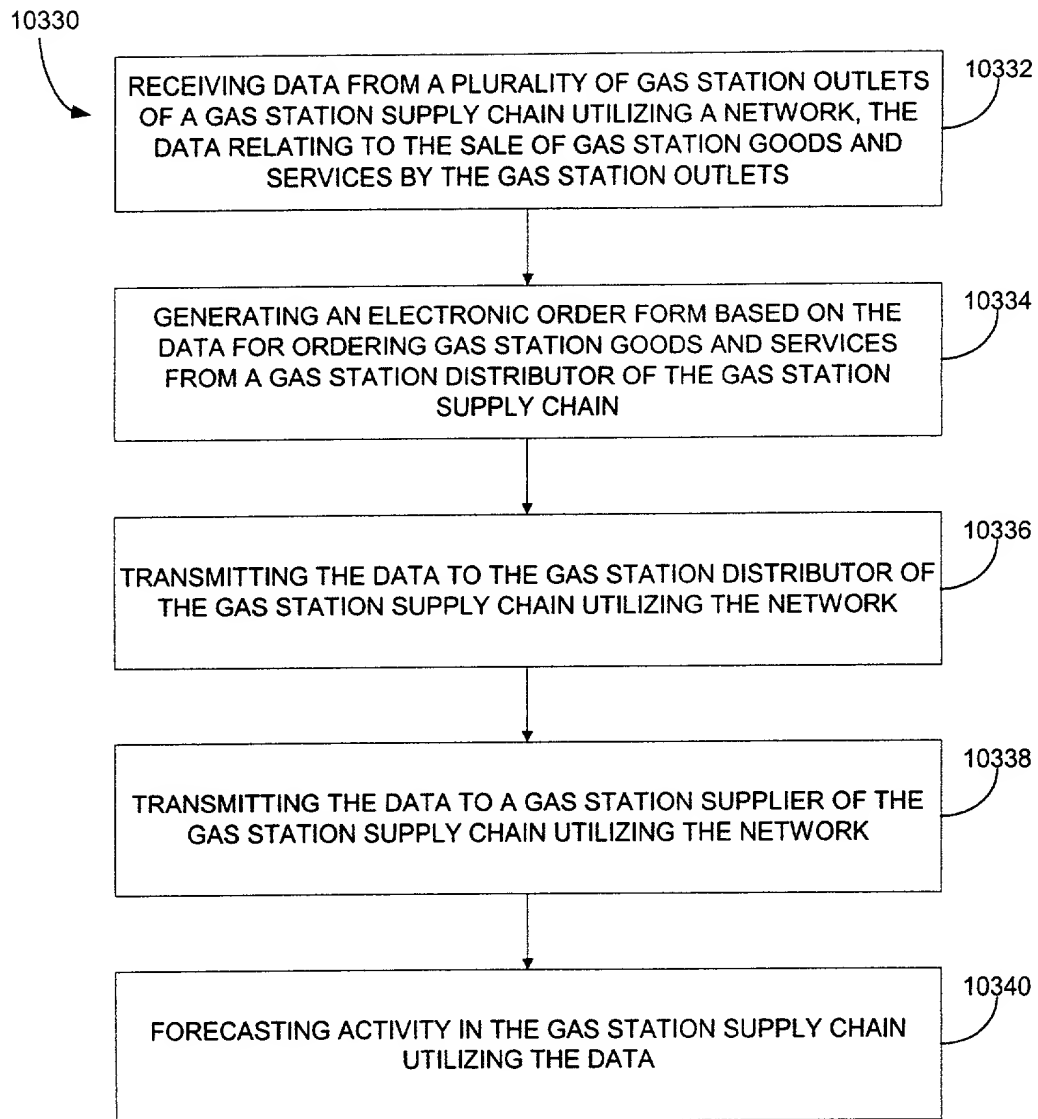 10330
RECEIVING DATA FROM A PLURALITY OF GAS STATION OUTLETS
OF A GAS STATION SUPPLY CHAIN UTILIZING A NETWORK, THE
DATA RELATING TO THE SALE OF GAS STATION GOODS AND
SERVICES BY THE GAS STATION OUTLETS
10332
GENERATING AN ELECTRONIC ORDER FORM BASED ON THE
DATA FOR ORDERING GAS STATION GOODS AND SERVICES
FROM A GAS STATION DISTRIBUTOR OF THE GAS STATION
SUPPLY CHAIN
10334
TRANSMITTING THE DATA TO THE GAS STATION DISTRIBUTOR OF
THE GAS STATION SUPPLY CHAIN UTILIZING THE NETWORK
10336
TRANSMITTING THE DATA TO A GAS STATION SUPPLIER OF THE
GAS STATION SUPPLY CHAIN UTILIZING THE NETWORK
10338
FORECASTING ACTIVITY IN THE GAS STATION SUPPLY CHAIN
UTILIZING THE DATA
10340